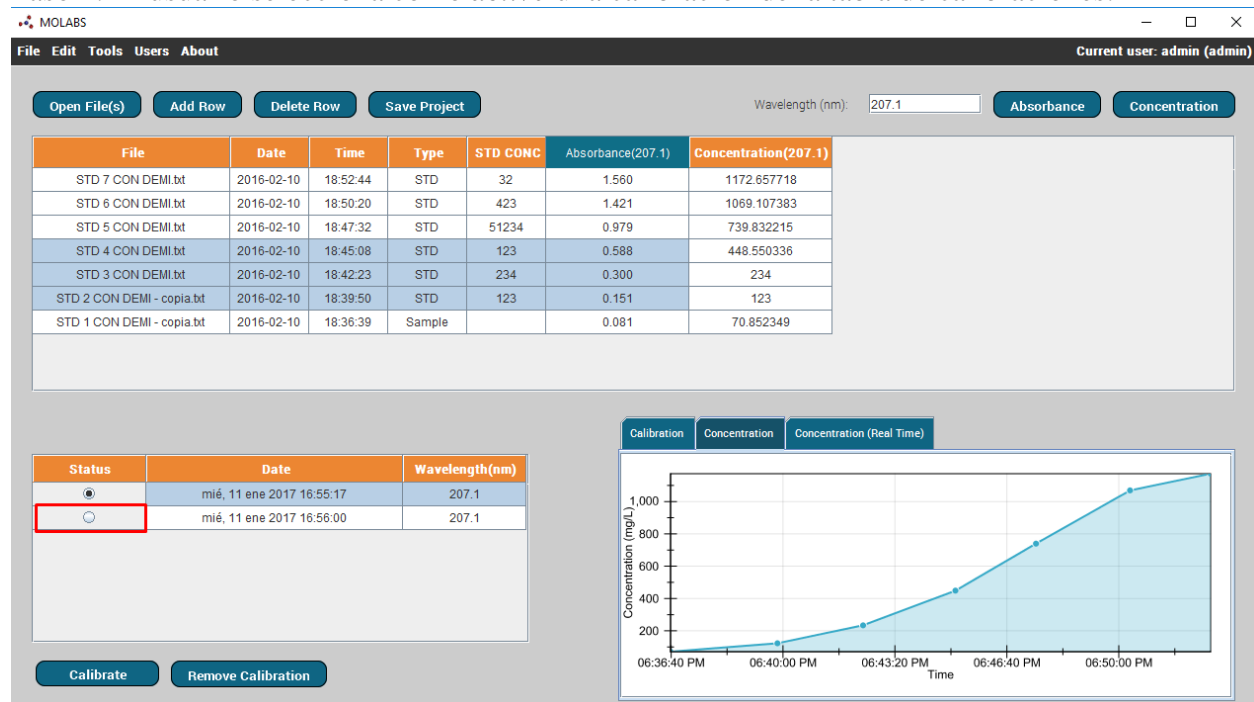 MOLABS
File Edit Tools Users About Current user: admin (admin)
Open File(s) Add Row Delete Row Save Project Wavelength (nm): 207.1 Absorbance Concentration
File Date Time Type STD CONC Absorbance(207.1) Concentration(207.1)
STD 7 CON DEMI.txt 2016-02-10 18:52:44 STD 32 1.560 1172.657718
STD 6 CON DEMI.txt 2016-02-10 18:50:20 STD 423 1.421 1069.107383
STD 5 CON DEMI.txt 2016-02-10 18:47:32 STD 51234 0.979 739.832215
STD 4 CON DEMI.txt 2016-02-10 18:45:08 STD 123 0.588 448.550336
STD 3 CON DEMI.txt 2016-02-10 18:42:23 STD 234 0.300 234
STD 2 CON DEMI - copia.txt 2016-02-10 18:39:50 STD 123 0.151 123
STD 1 CON DEMI - copia.txt 2016-02-10 18:36:39 Sample 0.081 70.852349
Calibration Concentration Concentration (Real Time)
Status Date Wavelength(nm)
mié, 11 ene 2017 16:55:17 207.1
mié, 11 ene 2017 16:56:00 207.1
Concentration (mg/L)
1,000
800
600
400
200
06:36:40 PM 06:40:00 PM 06:43:20 PM 06:46:40 PM 06:50:00 PM
Time
Calibrate Remove Calibration